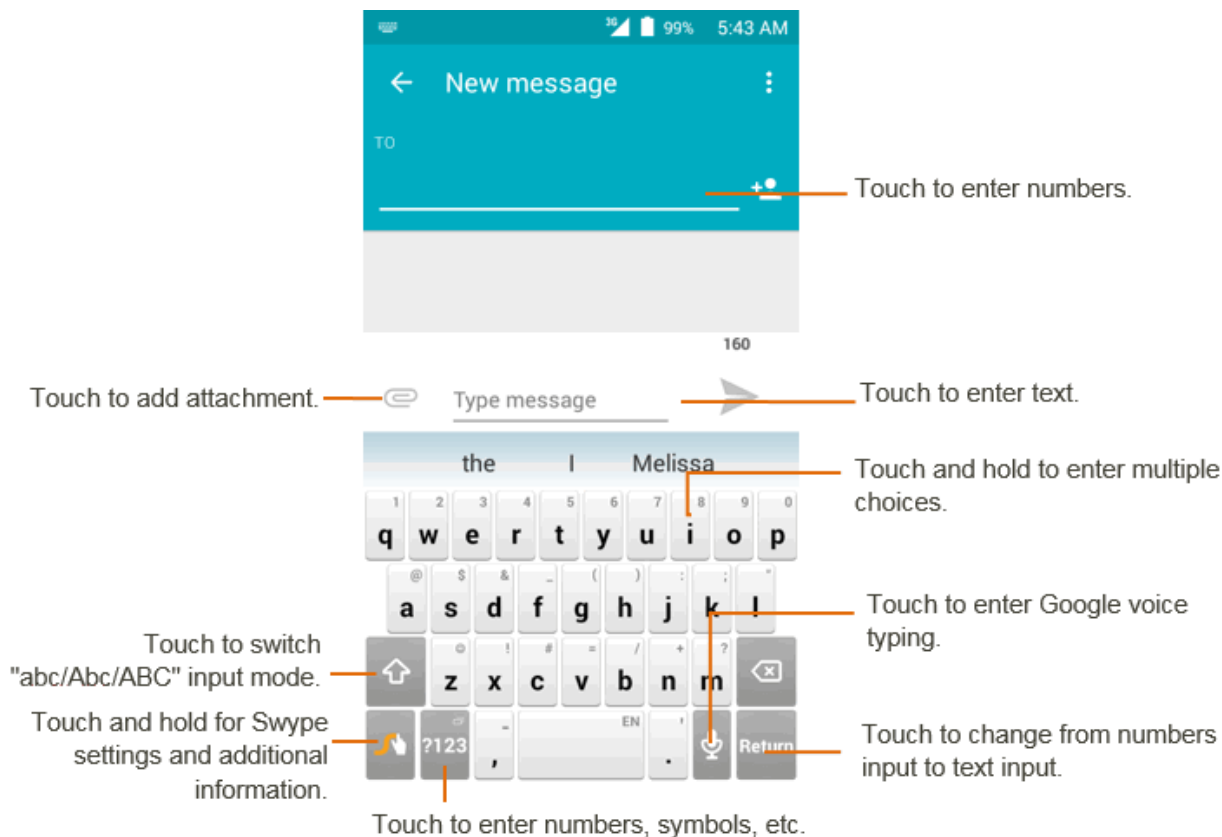 3G 99% 5:43 AM
New message
TO
Touch to enter numbers.
160
Touch to add attachment.
Type message
Touch to enter text.
the I Melissa
Touch and hold to enter multiple
choices.
1 2 3 4 5 6 7 8 9 0
q w e r t y u i o p
@ $ & _ ( ) : ; "
a s d f g h j k l
Touch to enter Google voice
typing.
Touch to switch
"abc/Abc/ABC" input mode.
☺ ! # = / + ?
z x c v b n m
Touch and hold for Swype
settings and additional
information.
?123 - , EN ' . Return
Touch to change from numbers
input to text input.
Touch to enter numbers, symbols, etc.